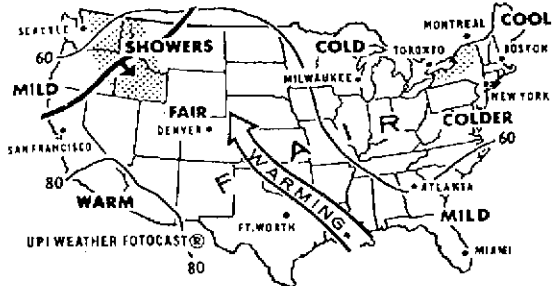 MONTREAL
COOL
SEATTLE
SHOWERS
COLD
TORONTO
BOSTON
60
MILWAUKEE
MILD
NEW YORK
FAIR
R
COLDER
DENVER
I
60
SAN FRANCISCO
A
80
WARMING
ATLANTA
WARM
F
MILD
FT. WORTH
UPI WEATHER FOTOCAST®
MIAMI
80